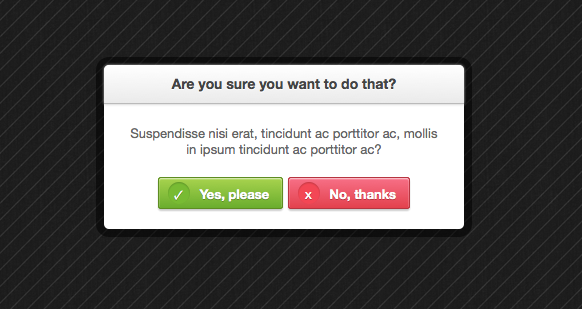 Are you sure you want to do that?
Suspendisse nisi erat, tincidunt ac porttitor ac, mollis
in ipsum tincidunt ac porttitor ac?
✓ Yes, please
x No, thanks